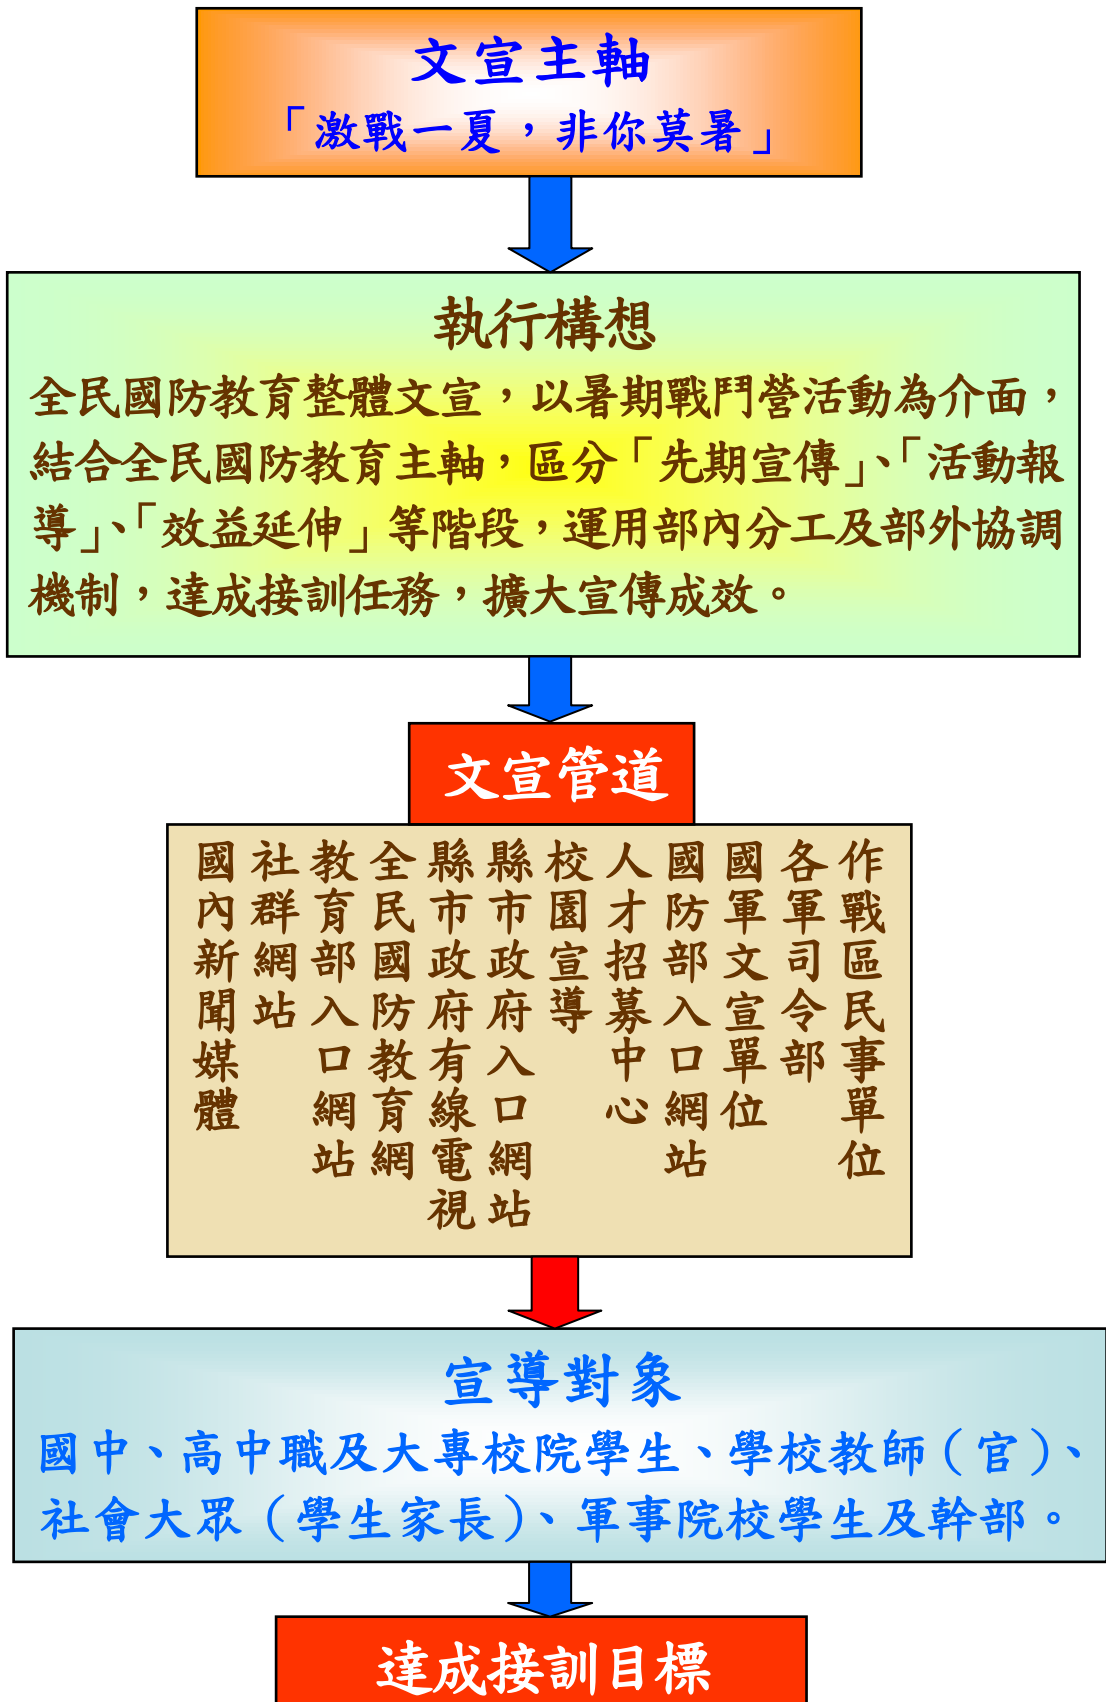 文宣主軸
「激戰一夏，非你莫暑」
執行構想
全民國防教育整體文宣，以暑期戰鬥營活動為介面，
結合全民國防教育主軸，區分「先期宣傳」、「活動報
導」、「效益延伸」等階段，運用部內分工及部外協調
機制，達成接訓任務，擴大宣傳成效。
文宣管道
作戰區民事單位
各軍司令部
國軍文宣單位
國防部入口網站
人才招募中心
校園宣導
縣市政府入口網站
縣市政府有線電視
全民國防教育網
教育部入口網站
社群網站
國內新聞媒體
宣導對象
國中、高中職及大專校院學生、學校教師（官）、
社會大眾（學生家長）、軍事院校學生及幹部。
達成接訓目標